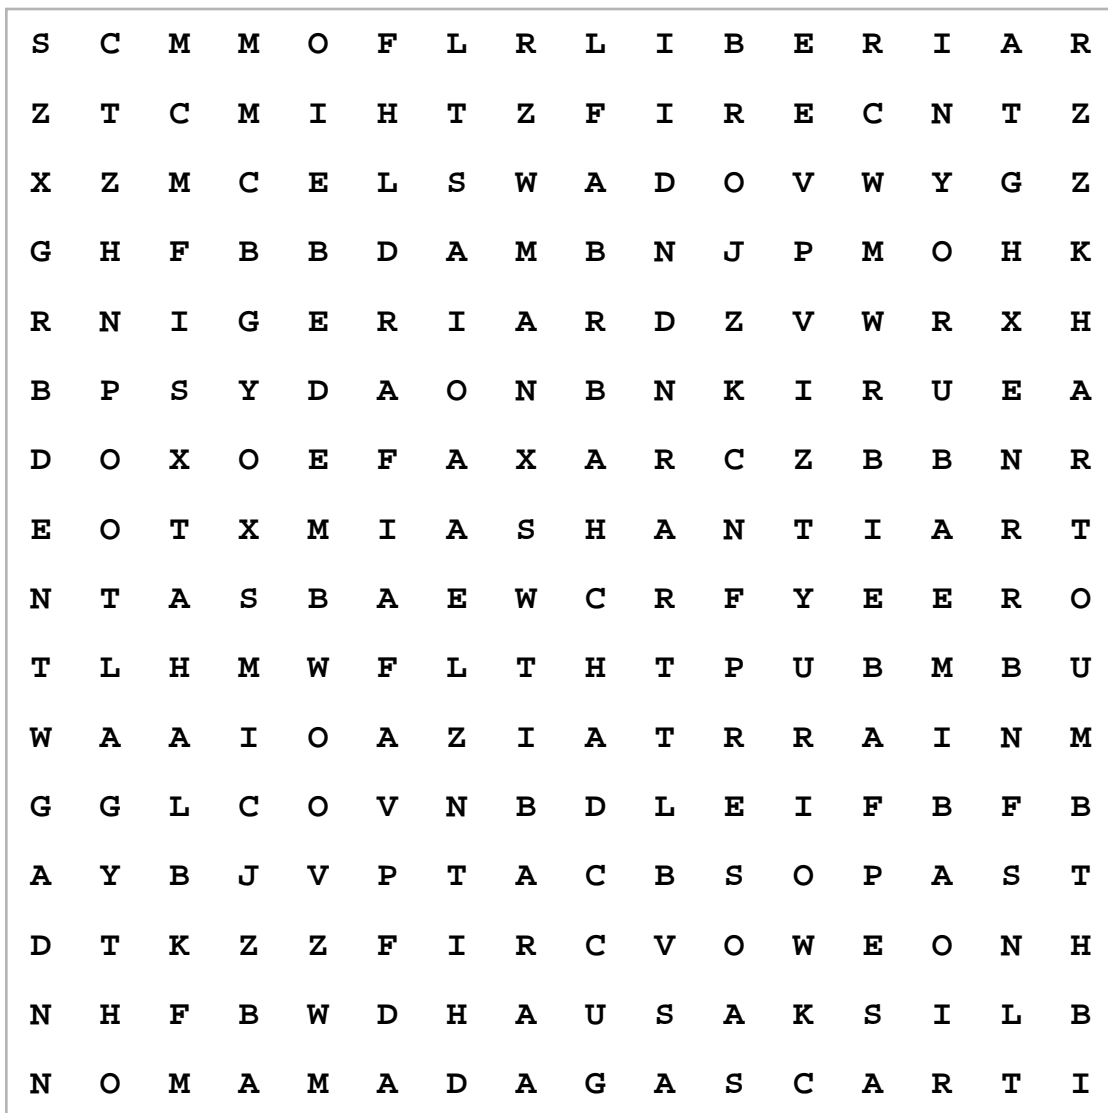 S C M M O F L R L I B E R I A R
Z T C M I H T Z F I R E C N T Z
X Z M C E L S W A D O V W Y G Z
G H F B B D A M B N J P M O H K
R N I G E R I A R D Z V W R X H
B P S Y D A O N B N K I R U E A
D O X O E F A X A R C Z B B N R
E O T X M I A S H A N T I A R T
N T A S B A E W C R F Y E E R O
T L H M W F L T H T P U B M B U
W A A I O A Z I A T R R A I N M
G G L C O V N B D L E I F B F B
A Y B J V P T A C B S O P A S T
D T K Z Z F I R C V O W E O N H
N H F B W D H A U S A K S I L B
N O M A M A D A G A S C A R T I